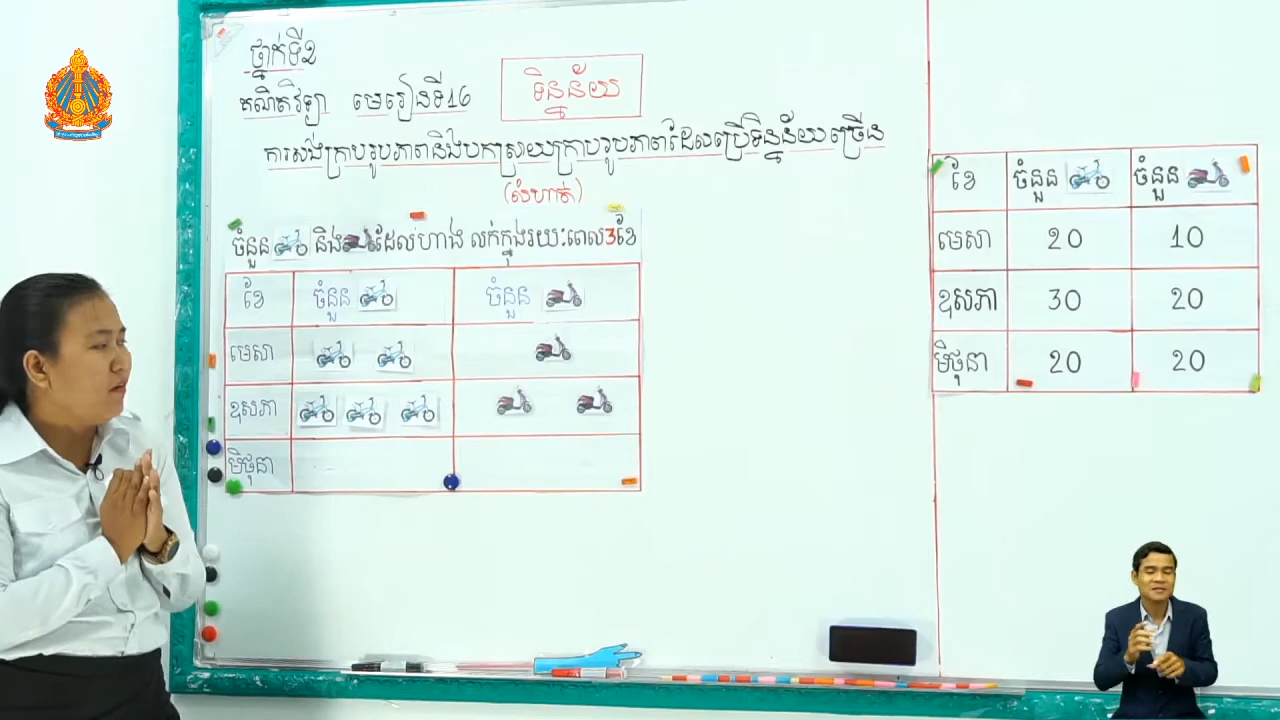 ថ្នាក់ទី២
គណិតវិទ្យា មេរៀនទី16 ទិន្នន័យ
ការសង់ក្រាបរូបភាពនិងបកស្រាយក្រាបរូបភាពដែលប្រើទិន្នន័យច្រើន
(លំហាត់)
ចំនួន និង ដែលហាង លក់ក្នុងរយៈពេល3ខែ
ខែ ចំនួន ចំនួន
មេសា
ឧសភា
មិថុនា
ខែ ចំនួន ចំនួន
មេសា 20 10
ឧសភា 30 20
មិថុនា 20 20